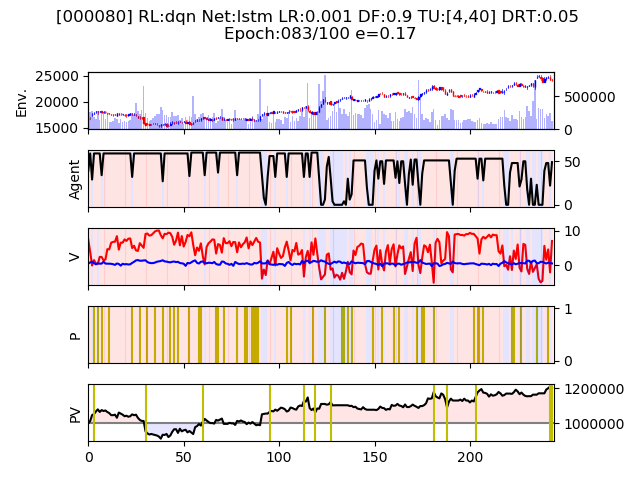 [000080] RL:dqn Net:lstm LR:0.001 DF:0.9 TU:[4,40] DRT:0.05
Epoch:083/100 e=0.17
Env.
25000
20000
15000
500000
0
Agent
50
0
V
10
0
P
1
0
PV
1200000
1000000
0
50
100
150
200